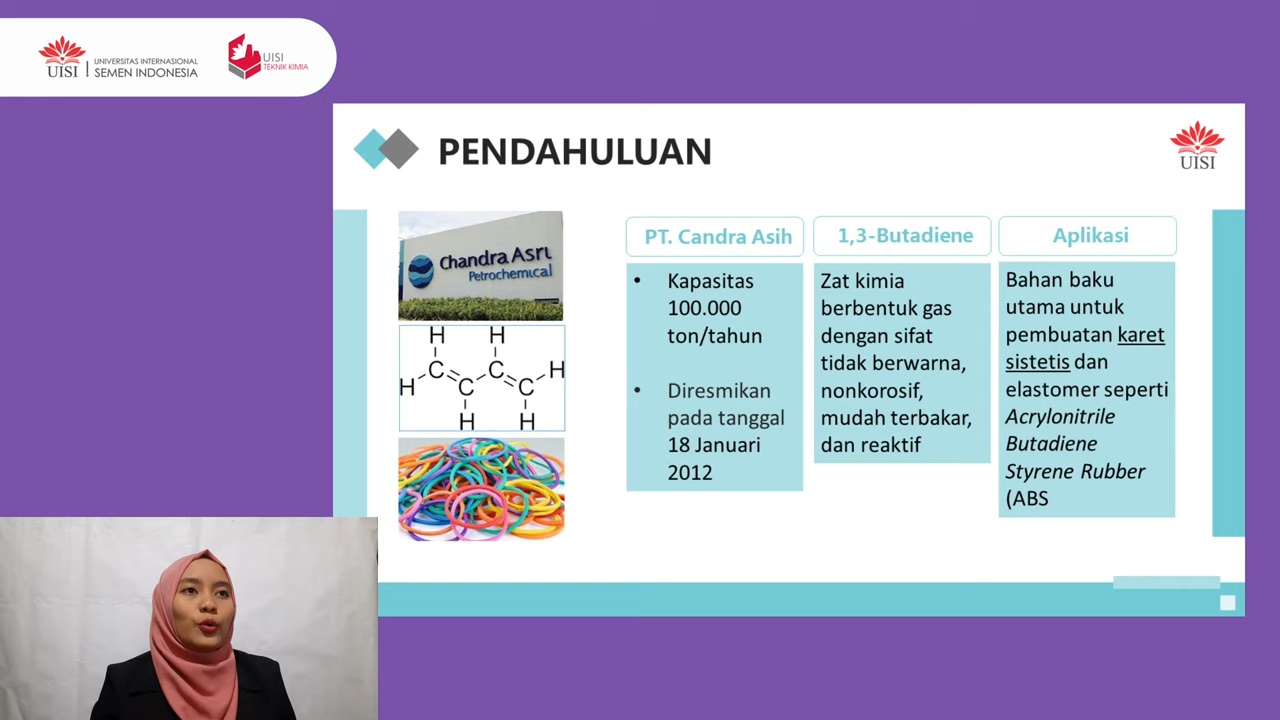 UISI
UNIVERSITAS INTERNASIONAL
SEMEN INDONESIA
UISI
TEKNIK KIMIA
PENDAHULUAN
UISI
Chandra Asri
Petrochemical
H H
H C C H
C C
H H
PT. Candra Asih
• Kapasitas
100.000
ton/tahun
• Diresmikan
pada tanggal
18 Januari
2012
1,3-Butadiene
Zat kimia
berbentuk gas
dengan sifat
tidak berwarna,
nonkorosif,
mudah terbakar,
dan reaktif
Aplikasi
Bahan baku
utama untuk
pembuatan karet
sistetis dan
elastomer seperti
Acrylonitrile
Butadiene
Styrene Rubber
(ABS